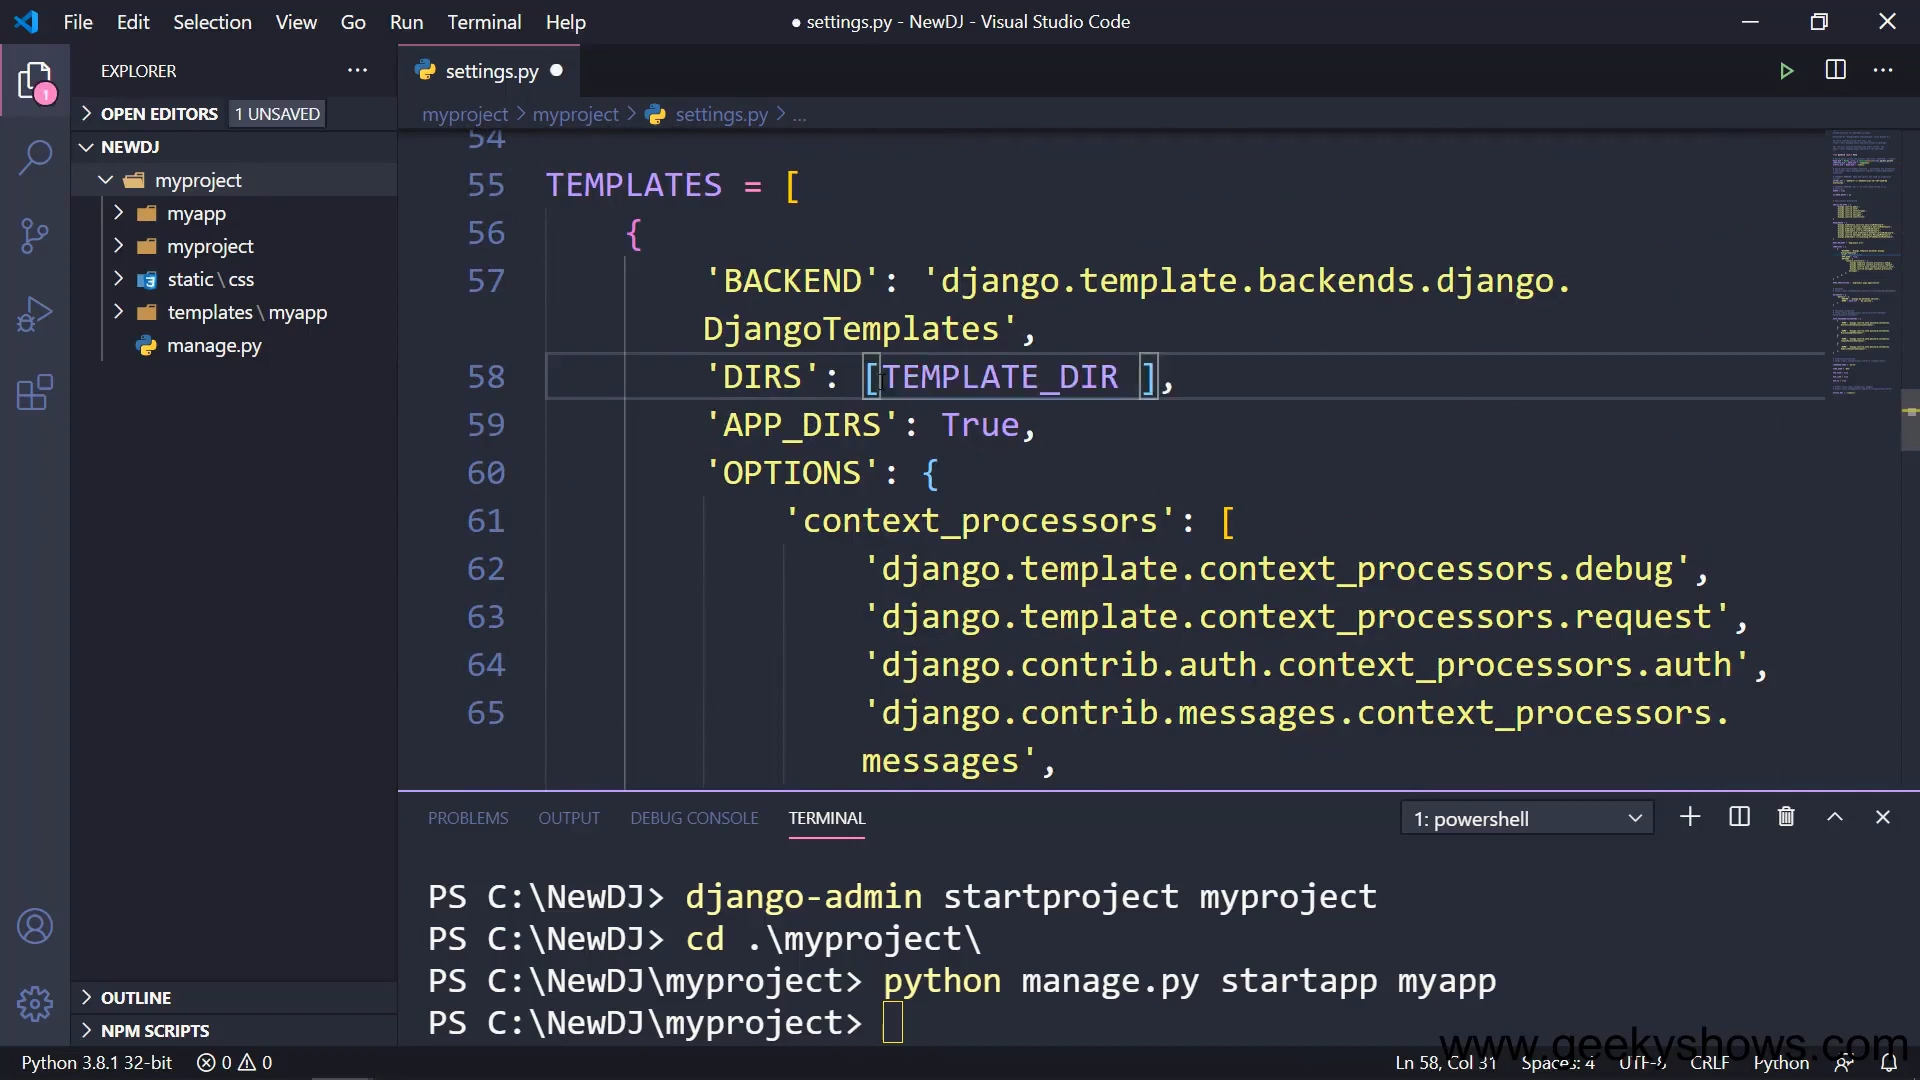 File Edit Selection View Go Run Terminal Help
● settings.py - NewDJ - Visual Studio Code
EXPLORER
settings.py
1
OPEN EDITORS 1 UNSAVED
myproject > myproject > settings.py > ...
NEWDJ
myproject
myapp
myproject
static\css
templates\myapp
manage.py
54
55 TEMPLATES = [
56 {
57 'BACKEND': 'django.template.backends.django.
DjangoTemplates',
58 'DIRS': [TEMPLATE_DIR ],
59 'APP_DIRS': True,
60 'OPTIONS': {
61 'context_processors': [
62 'django.template.context_processors.debug',
63 'django.template.context_processors.request',
64 'django.contrib.auth.context_processors.auth',
65 'django.contrib.messages.context_processors.
messages',
PROBLEMS OUTPUT DEBUG CONSOLE TERMINAL
1: powershell
PS C:\NewDJ> django-admin startproject myproject
PS C:\NewDJ> cd .\myproject\
PS C:\NewDJ\myproject> python manage.py startapp myapp
PS C:\NewDJ\myproject>
OUTLINE
NPM SCRIPTS
www.geekyshows.com
Python 3.8.1 32-bit 0 0
Ln 58, Col 31 Spaces: 4 UTF-8 CRLF Python